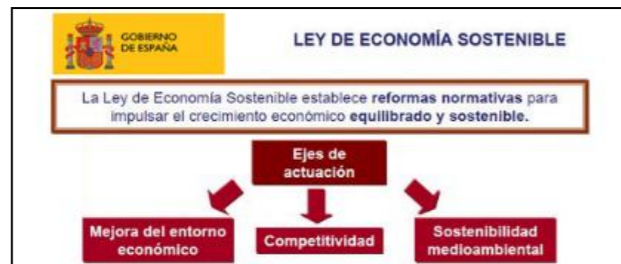 GOBIERNO
DE ESPAÑA
LEY DE ECONOMÍA SOSTENIBLE
La Ley de Economía Sostenible establece reformas normativas para
impulsar el crecimiento económico equilibrado y sostenible.
Ejes de
actuación
Mejora del entorno
económico
Competitividad
Sostenibilidad
medioambiental